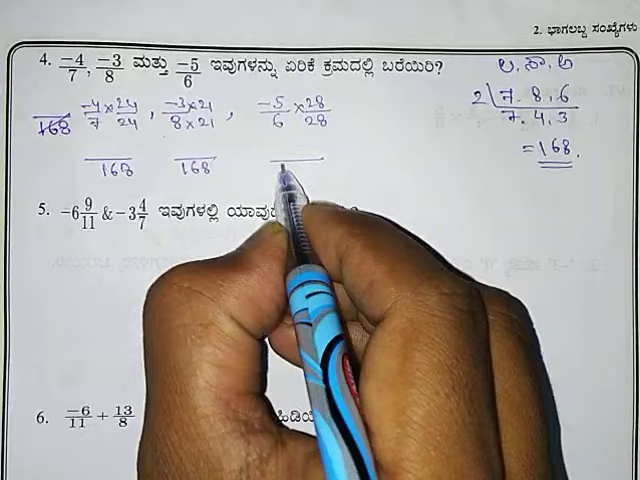 2. ಭಾಗಲಬ್ಧ ಸಂಖ್ಯೆಗಳು
4. -4/7, -3/8 ಮತ್ತು -5/6 ಇವುಗಳನ್ನು ಏರಿಕೆ ಕ್ರಮದಲ್ಲಿ ಬರೆಯಿರಿ?
ಲ.ಸಾ.ಅ
2 7. 8. 6
7. 4. 3
= 168.
168 -4/7 × 24/24, -3×21/8×21, -5/6 × 28/28
168 168
5. -6 9/11 & -3 4/7 ಇವುಗಳಲ್ಲಿ
6. -6/11 + 13/8